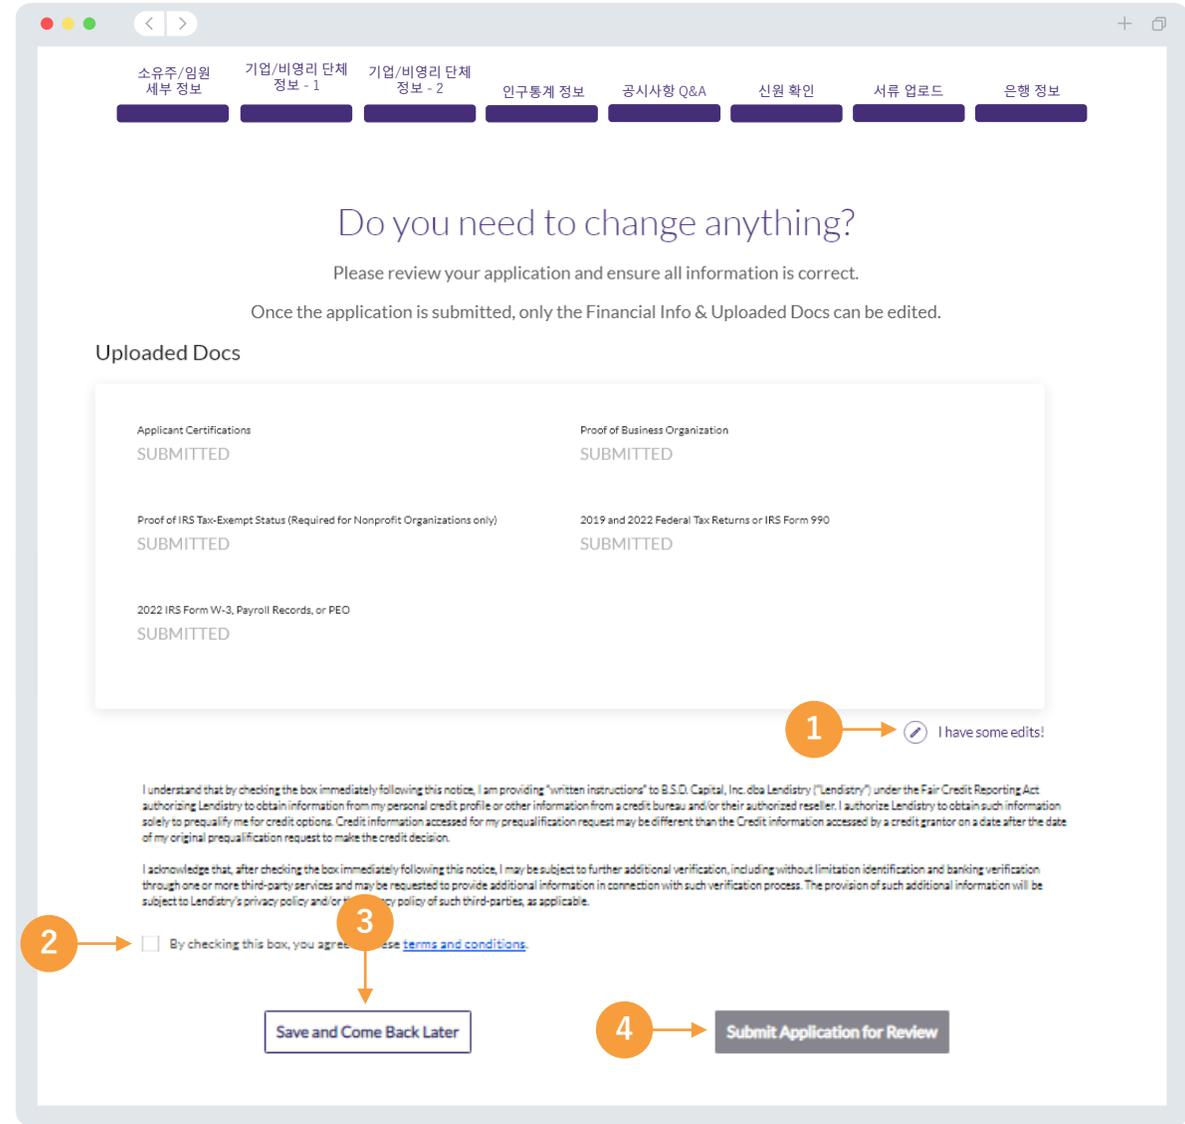 소유주/임원
세부 정보
기업/비영리 단체
정보 - 1
기업/비영리 단체
정보 - 2
인구통계 정보
공시사항 Q&A
신원 확인
서류 업로드
은행 정보
Do you need to change anything?
Please review your application and ensure all information is correct.
Once the application is submitted, only the Financial Info & Uploaded Docs can be edited.
Uploaded Docs
Applicant Certifications
SUBMITTED
Proof of Business Organization
SUBMITTED
Proof of IRS Tax-Exempt Status (Required for Nonprofit Organizations only)
SUBMITTED
2019 and 2022 Federal Tax Returns or IRS Form 990
SUBMITTED
2022 IRS Form W-3, Payroll Records, or PEO
SUBMITTED
1
I have some edits!
I understand that by checking the box immediately following this notice, I am providing "written instructions" to B.S.D. Capital, Inc. dba Lendistry ("Lendistry") under the Fair Credit Reporting Act
authorizing Lendistry to obtain information from my personal credit profile or other information from a credit bureau and/or their authorized reseller. I authorize Lendistry to obtain such information
solely to prequalify me for credit options. Credit information accessed for my prequalification request may be different than the Credit information accessed by a credit grantor on a date after the date
of my original prequalification request to make the credit decision.
I acknowledge that, after checking the box immediately following this notice, I may be subject to further additional verification, including without limitation identification and banking verification
through one or more third-party services and may be requested to provide additional information in connection with such verification process. The provision of such additional information will be
subject to Lendistry's privacy policy and/or policy of such third-parties, as applicable.
3
2
By checking this box, you agree terms and conditions.
Save and Come Back Later
4
Submit Application for Review